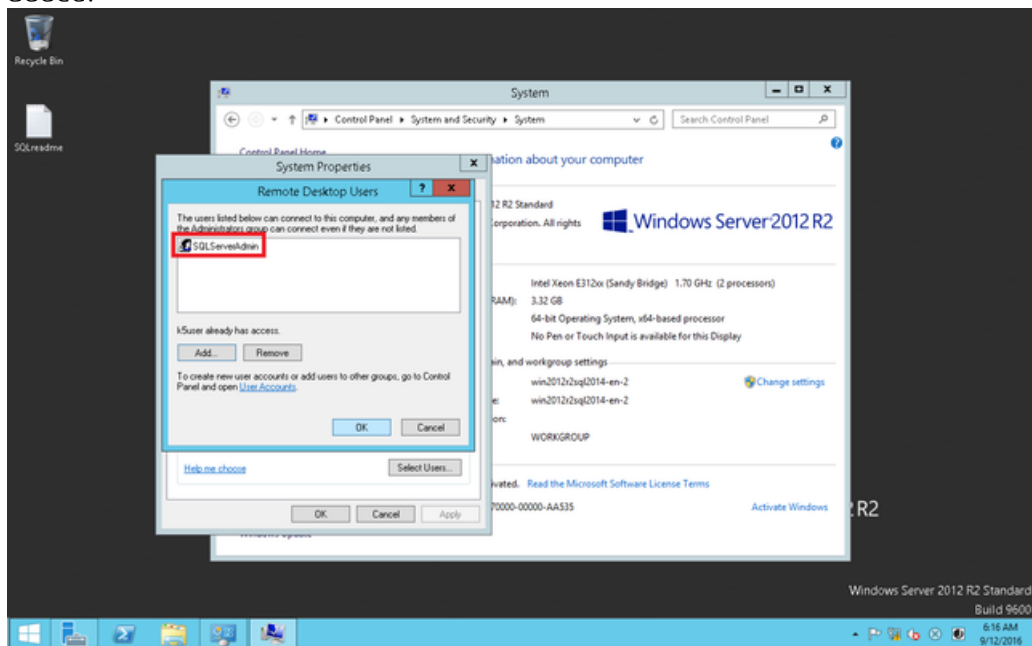 Recycle Bin
SQLreadme
System
Control Panel ▸ System and Security ▸ System
Search Control Panel
Control Panel Home
System Properties
ation about your computer
Remote Desktop Users
The users listed below can connect to this computer, and any members of
the Administrators group can connect even if they are not listed.
SQLServerAdmin
12 R2 Standard
Corporation. All rights
Windows Server 2012 R2
Intel Xeon E312xx (Sandy Bridge) 1.70 GHz (2 processors)
RAM): 3.32 GB
64-bit Operating System, x64-based processor
No Pen or Touch Input is available for this Display
k5user already has access.
Add... Remove
To create new user accounts or add users to other groups, go to Control
Panel and open User Accounts.
ain, and workgroup settings
win2012r2sql2014-en-2
Change settings
e: win2012r2sql2014-en-2
on:
WORKGROUP
OK Cancel
Help me choose
Select Users...
ivated. Read the Microsoft Software License Terms
70000-00000-AA535
Activate Windows
OK Cancel Apply
R2
Windows Server 2012 R2 Standard
Build 9600
6:16 AM
9/12/2016